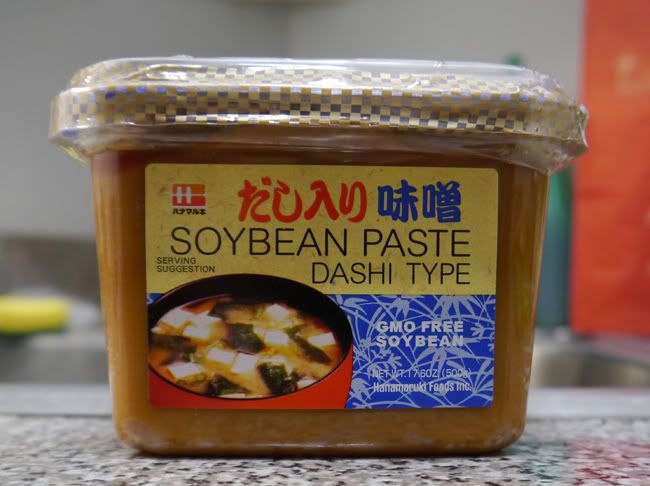 ハナマルキ
だし入り 味噌
SOYBEAN PASTE
DASHI TYPE
SERVING
SUGGESTION
GMO FREE
SOYBEAN
NET WT.17.6OZ (500g)
Hanamaruki Foods Inc.